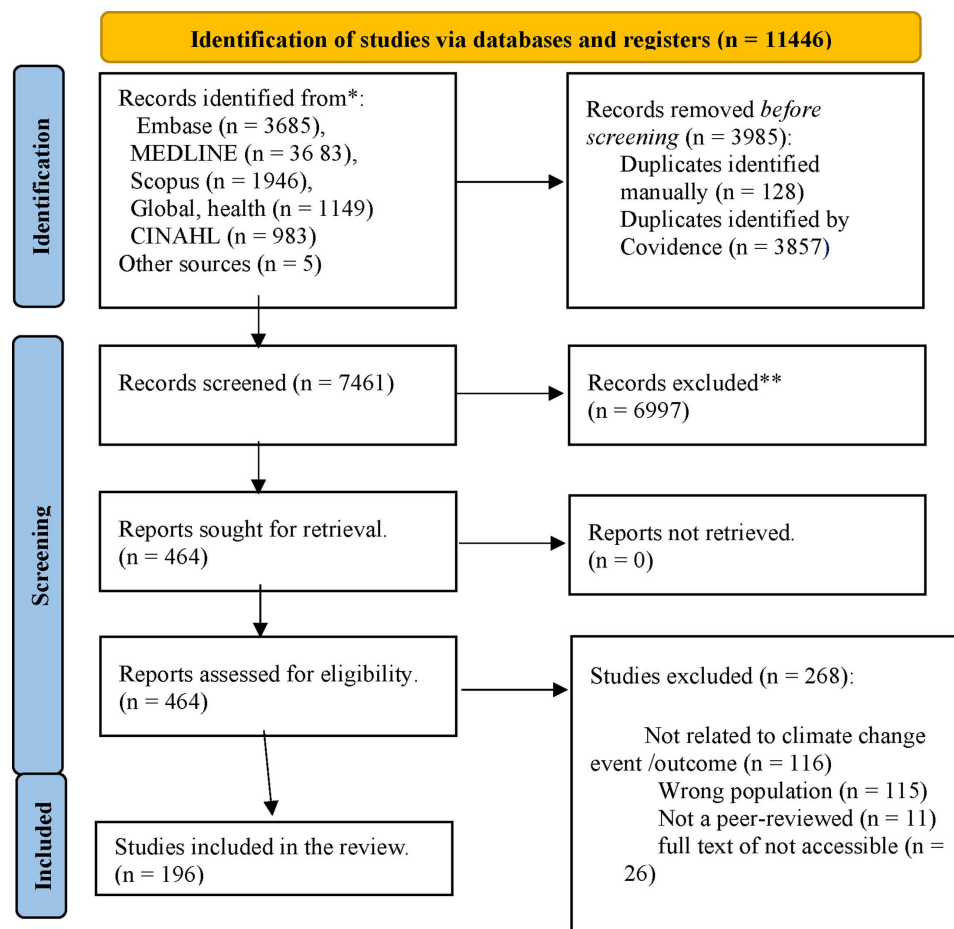 Identification of studies via databases and registers (n = 11446)
Identification
Records identified from*:
Embase (n = 3685),
MEDLINE (n = 36 83),
Scopus (n = 1946),
Global, health (n = 1149)
CINAHL (n = 983)
Other sources (n = 5)
Records removed before
screening (n = 3985):
Duplicates identified
manually (n = 128)
Duplicates identified by
Covidence (n = 3857)
Screening
Records screened (n = 7461)
Records excluded**
(n = 6997)
Reports sought for retrieval.
(n = 464)
Reports not retrieved.
(n = 0)
Reports assessed for eligibility.
(n = 464)
Studies excluded (n = 268):
Not related to climate change
event /outcome (n = 116)
Wrong population (n = 115)
Not a peer-reviewed (n = 11)
full text of not accessible (n =
26)
Included
Studies included in the review.
(n = 196)